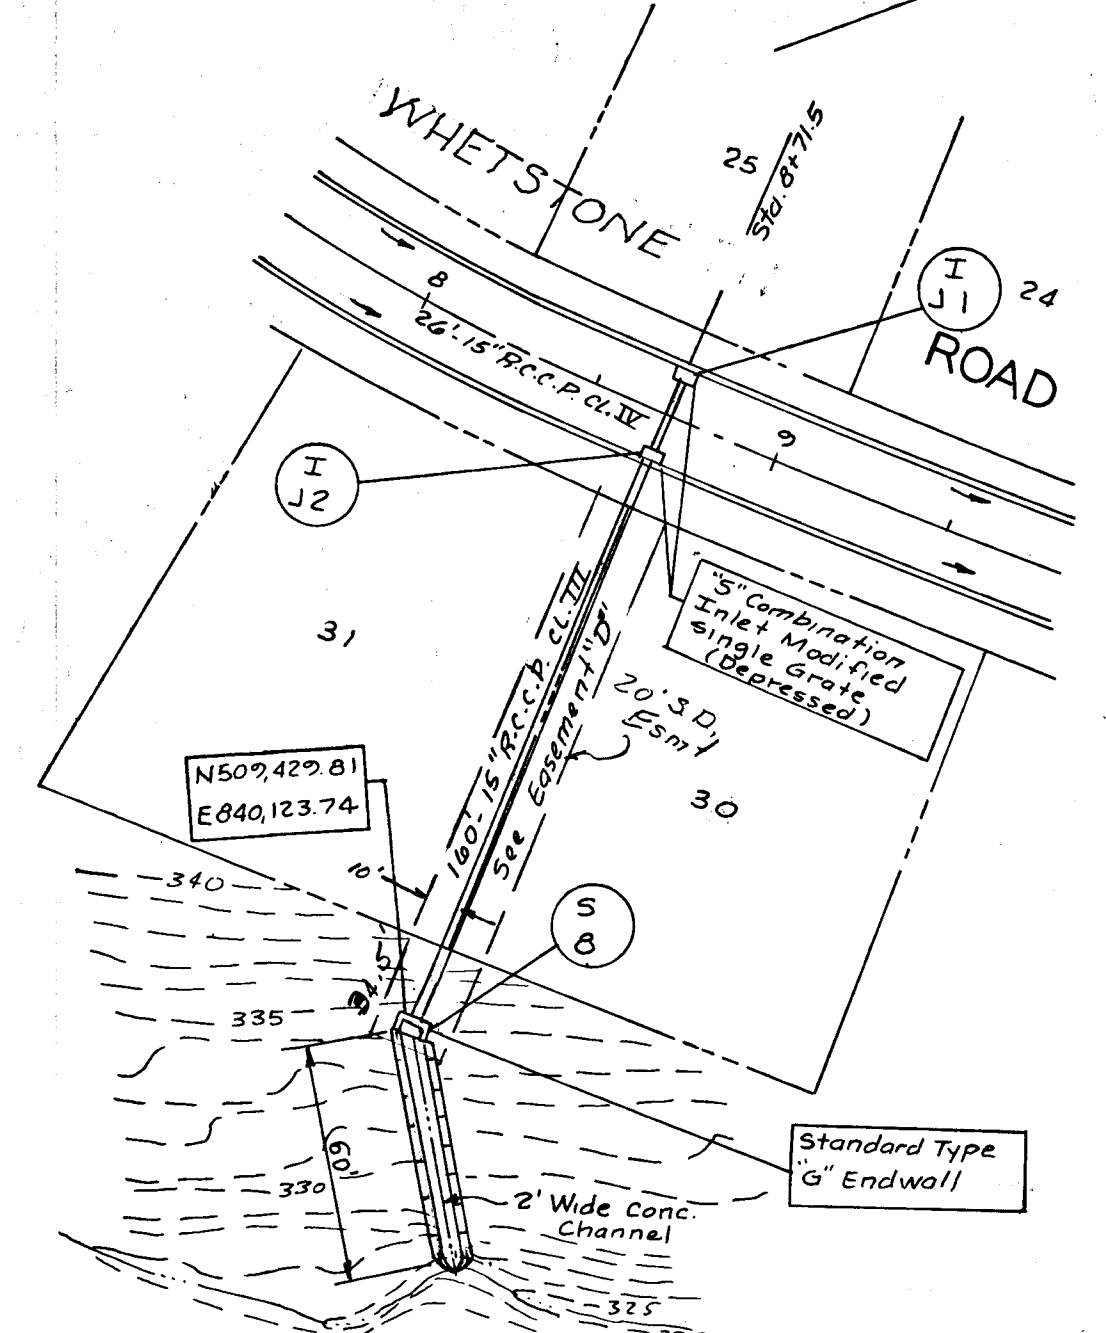 WHETSTONE
25
Sta. 8+71.5
I
J1
24
ROAD
8
26'-15" R.C.C.P. CL. IV
9
I
J2
"S" Combination
Inlet Modified
Single Grate
(Depressed)
31
160'-15" R.C.C.P. CL. III
See Easement "D"
20' S.D.
Esmt
30
N509,429.81
E840,123.74
10'
340
S
8
34.5
335
60'
330
Standard Type
"G" Endwall
2' Wide Conc.
Channel
325